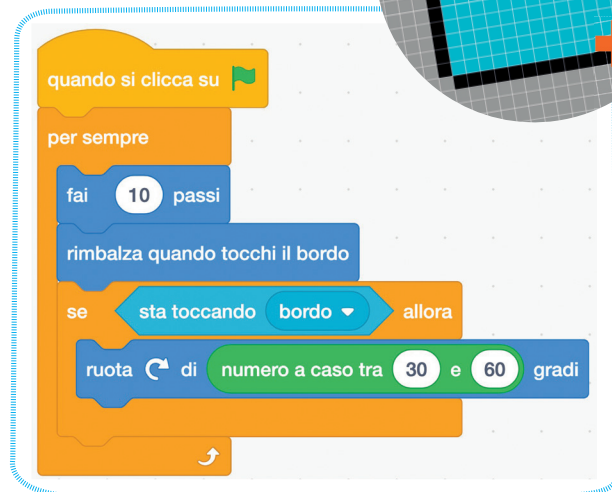 quando si clicca su
per sempre
fai 10 passi
rimbalza quando tocchi il bordo
se sta toccando bordo allora
ruota di numero a caso tra 30 e 60 gradi